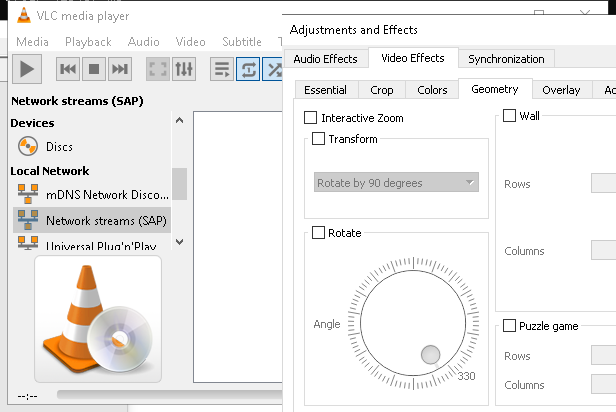 VLC media player
Media Playback Audio Video Subtitle
Network streams (SAP)
Devices
Discs
Local Network
mDNS Network Disco...
Network streams (SAP)
Universal Plug'n'Play
--:--
Adjustments and Effects
Audio Effects Video Effects Synchronization
Essential Crop Colors Geometry Overlay
Interactive Zoom
Transform
Rotate by 90 degrees
Rotate
Angle
330
Wall
Rows
Columns
Puzzle game
Rows
Columns